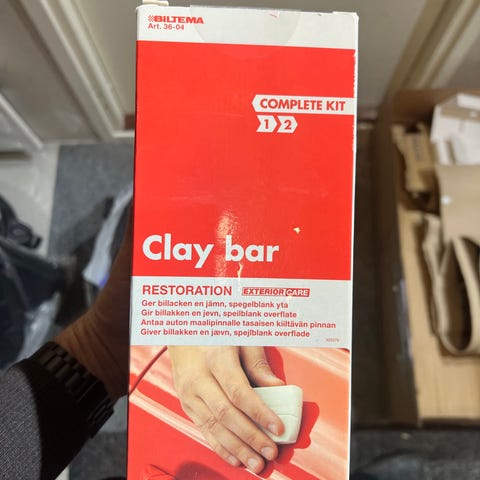 BILTEMA
Art. 36-04
COMPLETE KIT
1 2
Clay bar
RESTORATION EXTERIOR CARE
Ger billacken en jämn, spegelblank yta
Gir billakken en jevn, speilblank overflate
Antaa auton maalipinnalle tasaisen kiiltävän pinnan
Giver billakken en jævn, spejlblank overflade